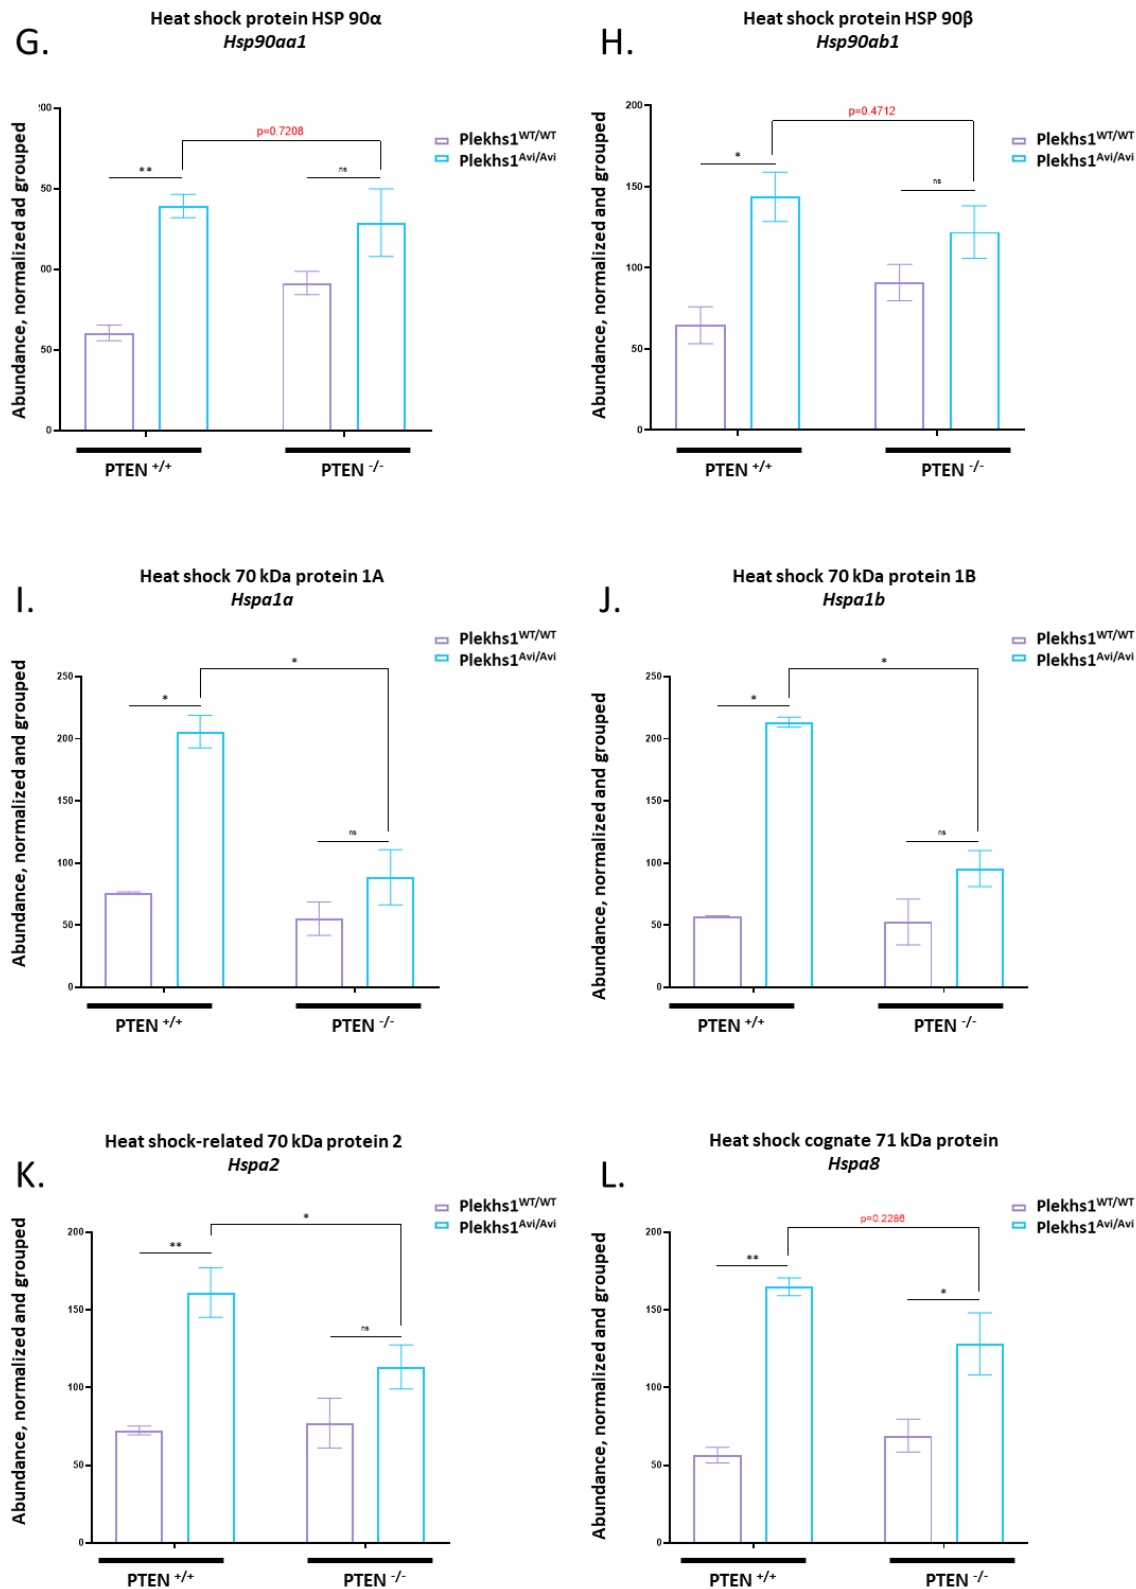 G.
Heat shock protein HSP 90α
Hsp90aa1
Abundance, normalized ad grouped
:00
50
00
50
0
**
p=0.7208
ns
Plekhs1WT/WT
Plekhs1Avi/Avi
PTEN +/+
PTEN -/-
H.
Heat shock protein HSP 90β
Hsp90ab1
Abundance, normalized and grouped
200
150
100
50
0
*
p=0.4712
ns
Plekhs1WT/WT
Plekhs1Avi/Avi
PTEN +/+
PTEN -/-
I.
Heat shock 70 kDa protein 1A
Hspa1a
Abundance, normalized and grouped
250
200
150
100
50
0
*
*
ns
Plekhs1WT/WT
Plekhs1Avi/Avi
PTEN +/+
PTEN -/-
J.
Heat shock 70 kDa protein 1B
Hspa1b
Abundance, normalized and grouped
250
200
150
100
50
0
*
*
ns
Plekhs1WT/WT
Plekhs1Avi/Avi
PTEN +/+
PTEN -/-
K.
Heat shock-related 70 kDa protein 2
Hspa2
Abundance, normalized and grouped
200
150
100
50
0
**
*
ns
Plekhs1WT/WT
Plekhs1Avi/Avi
PTEN +/+
PTEN -/-
L.
Heat shock cognate 71 kDa protein
Hspa8
Abundance, normalized and grouped
200
150
100
50
0
**
p=0.2286
*
Plekhs1WT/WT
Plekhs1Avi/Avi
PTEN +/+
PTEN -/-